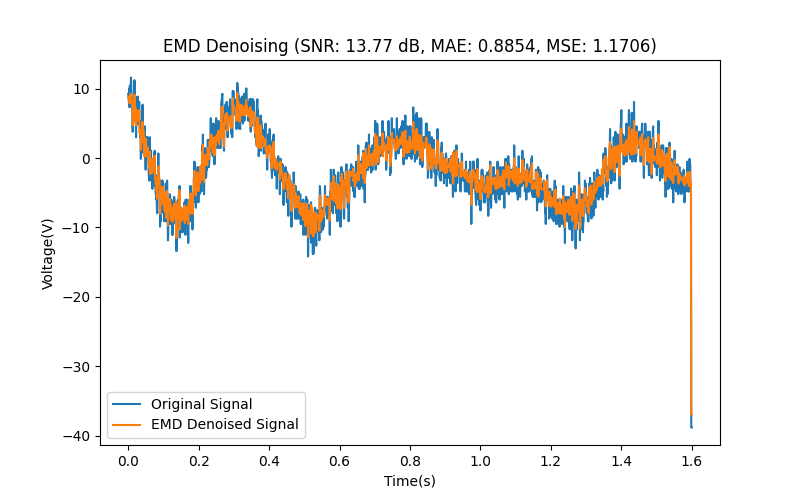 EMD Denoising (SNR: 13.77 dB, MAE: 0.8854, MSE: 1.1706)
10
0
−10
−20
−30
−40
Voltage(V)
Original Signal
EMD Denoised Signal
0.0 0.2 0.4 0.6 0.8 1.0 1.2 1.4 1.6
Time(s)